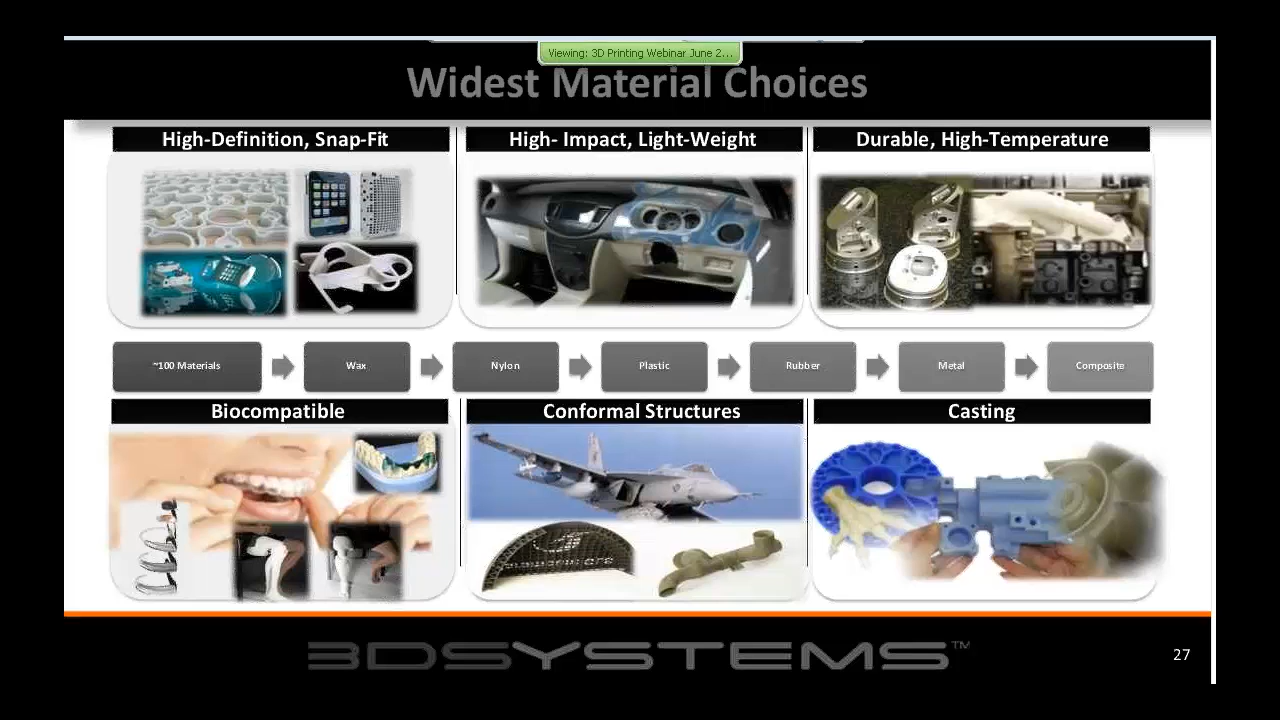 Viewing: 3D Printing Webinar June 2...
Widest Material Choices
High-Definition, Snap-Fit
High- Impact, Light-Weight
Durable, High-Temperature
~100 Materials
Wax
Nylon
Plastic
Rubber
Metal
Composite
Biocompatible
Conformal Structures
Casting
3DSYSTEMS™
27